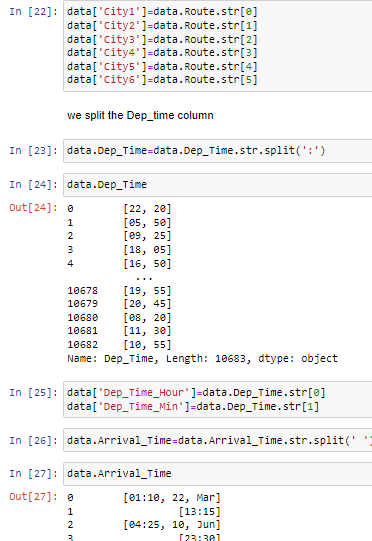 In [22]: data['City1']=data.Route.str[0]
data['City2']=data.Route.str[1]
data['City3']=data.Route.str[2]
data['City4']=data.Route.str[3]
data['City5']=data.Route.str[4]
data['City6']=data.Route.str[5]
we split the Dep_time column
In [23]: data.Dep_Time=data.Dep_Time.str.split(':')
In [24]: data.Dep_Time
Out[24]: 0 [22, 20]
1 [05, 50]
2 [09, 25]
3 [18, 05]
4 [16, 50]
...
10678 [19, 55]
10679 [20, 45]
10680 [08, 20]
10681 [11, 30]
10682 [10, 55]
Name: Dep_Time, Length: 10683, dtype: object
In [25]: data['Dep_Time_Hour']=data.Dep_Time.str[0]
data['Dep_Time_Min']=data.Dep_Time.str[1]
In [26]: data.Arrival_Time=data.Arrival_Time.str.split(' ')
In [27]: data.Arrival_Time
Out[27]: 0 [01:10, 22, Mar]
1 [13:15]
2 [04:25, 10, Jun]
3 [23:30]